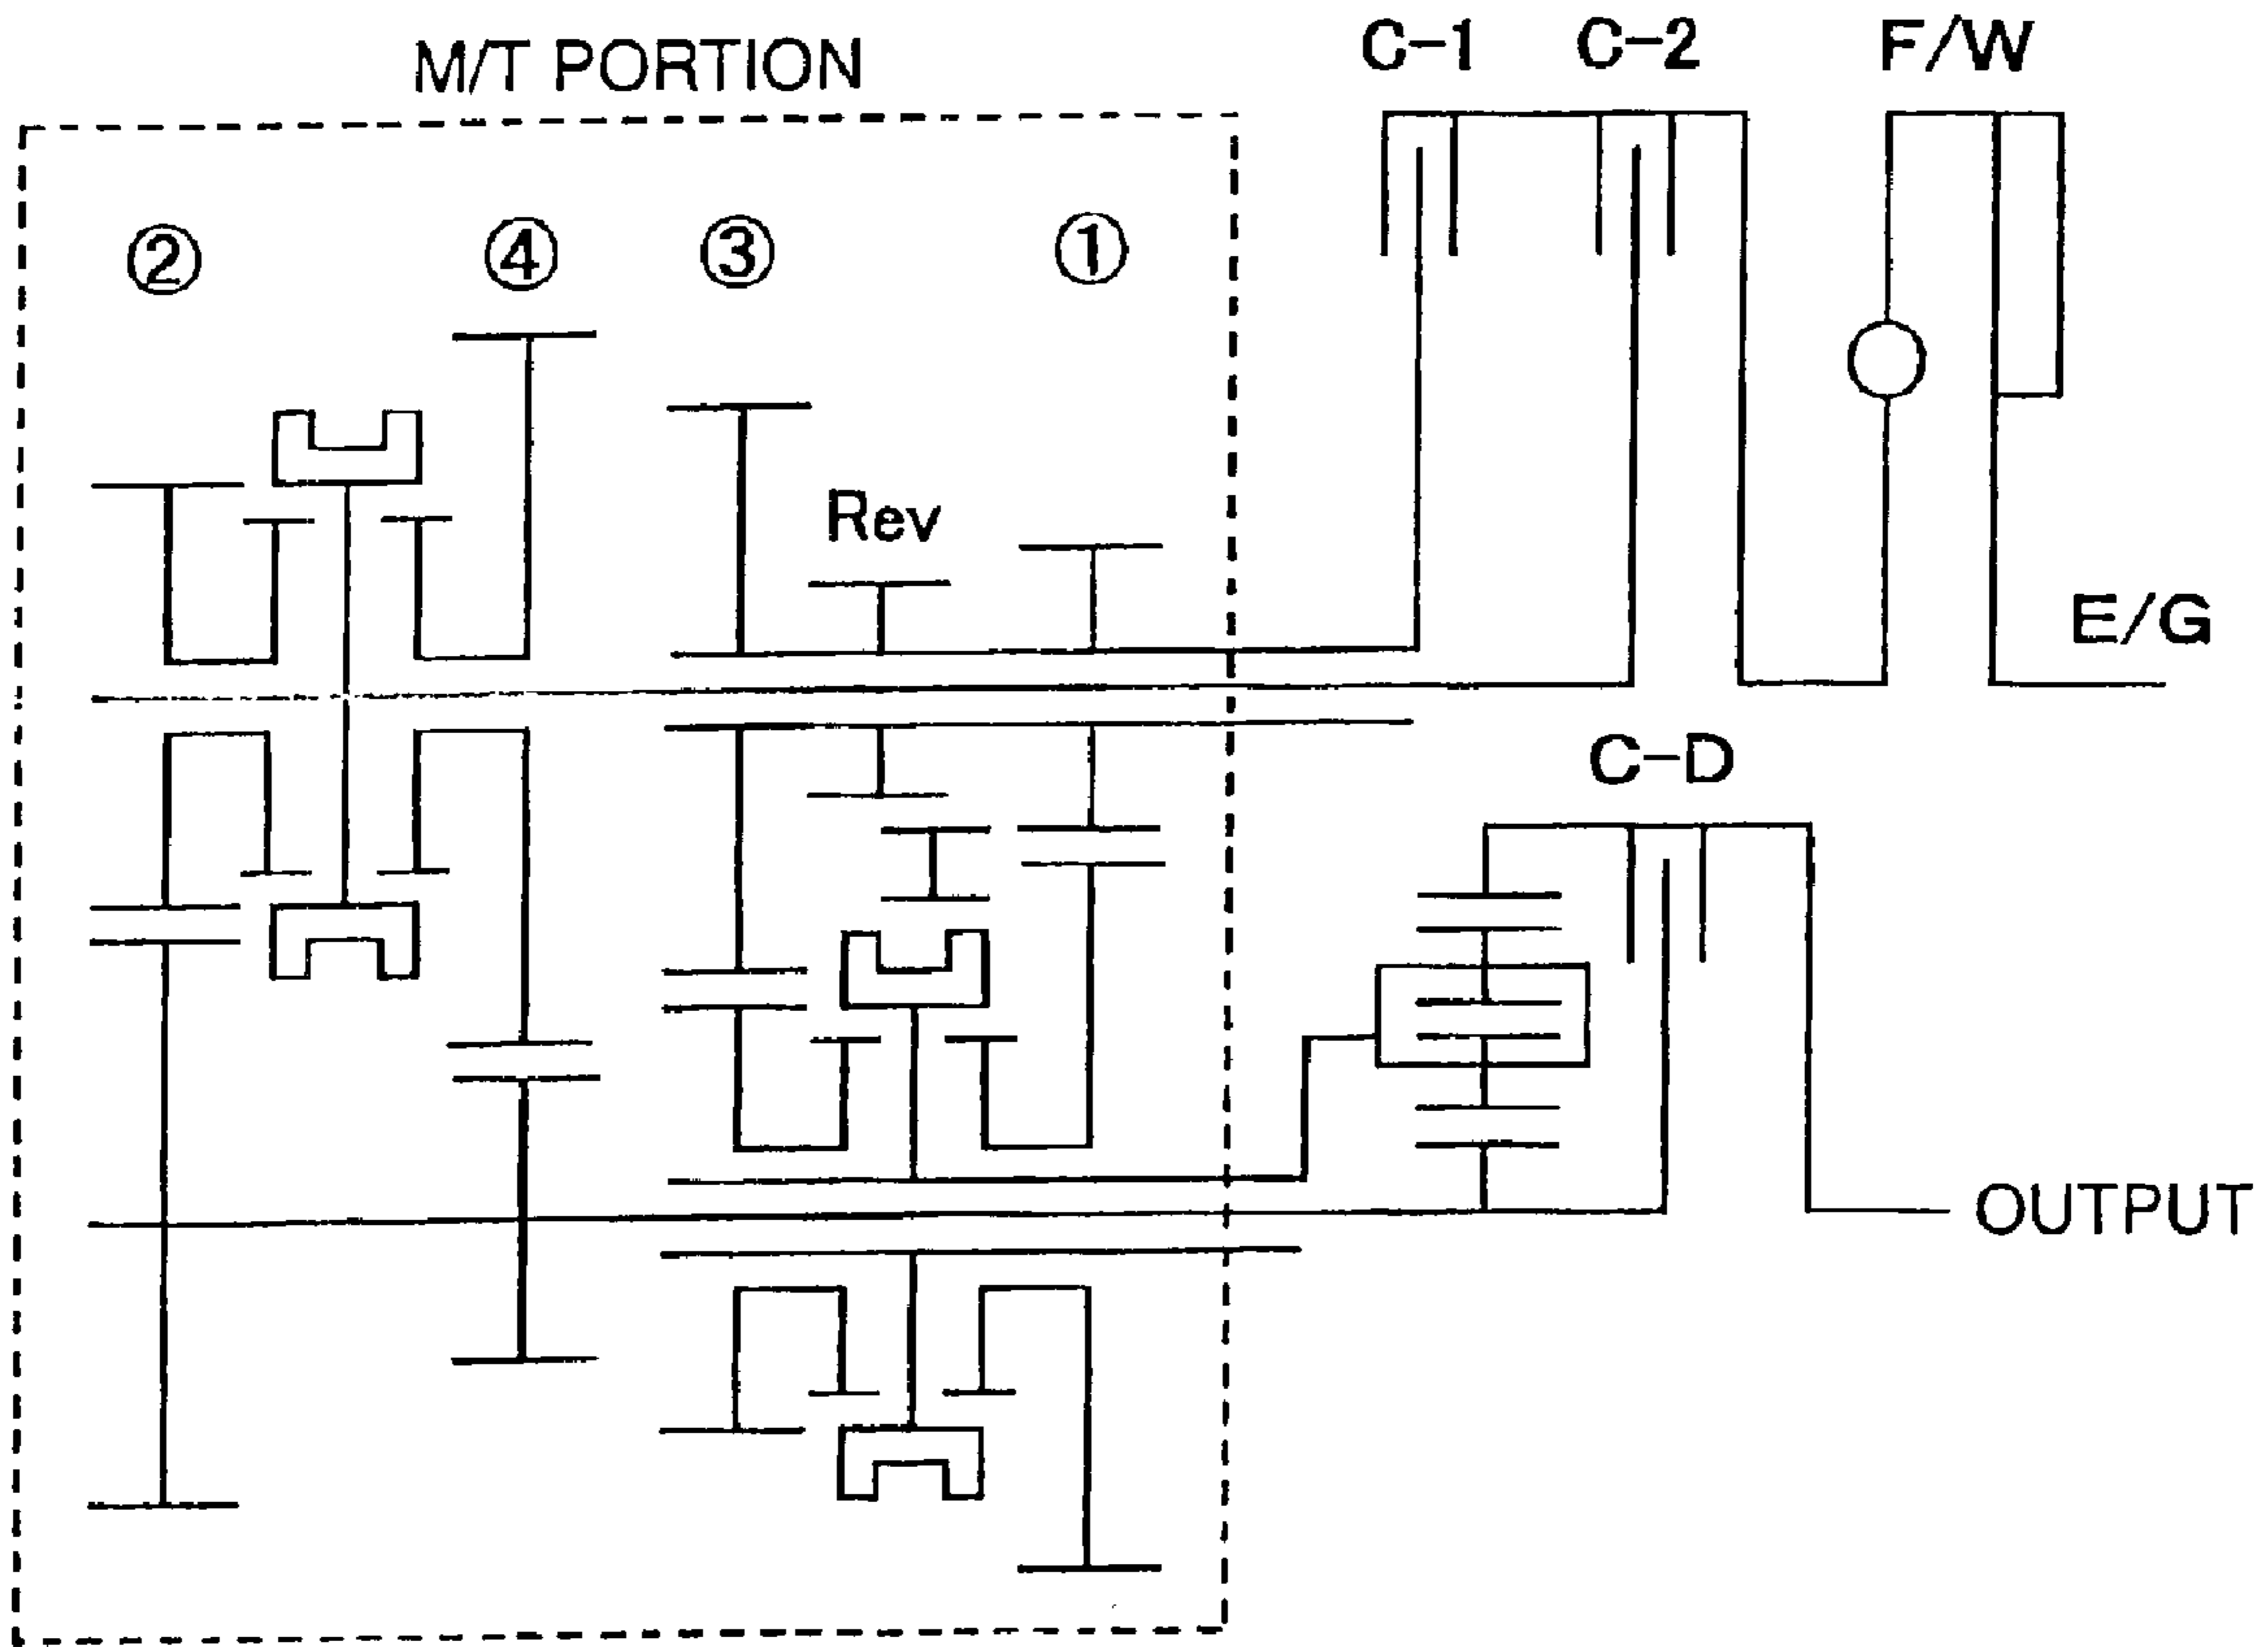 M/T PORTION
C-1
C-2
F/W
② ④ ③ ①
Rev
E/G
C-D
OUTPUT